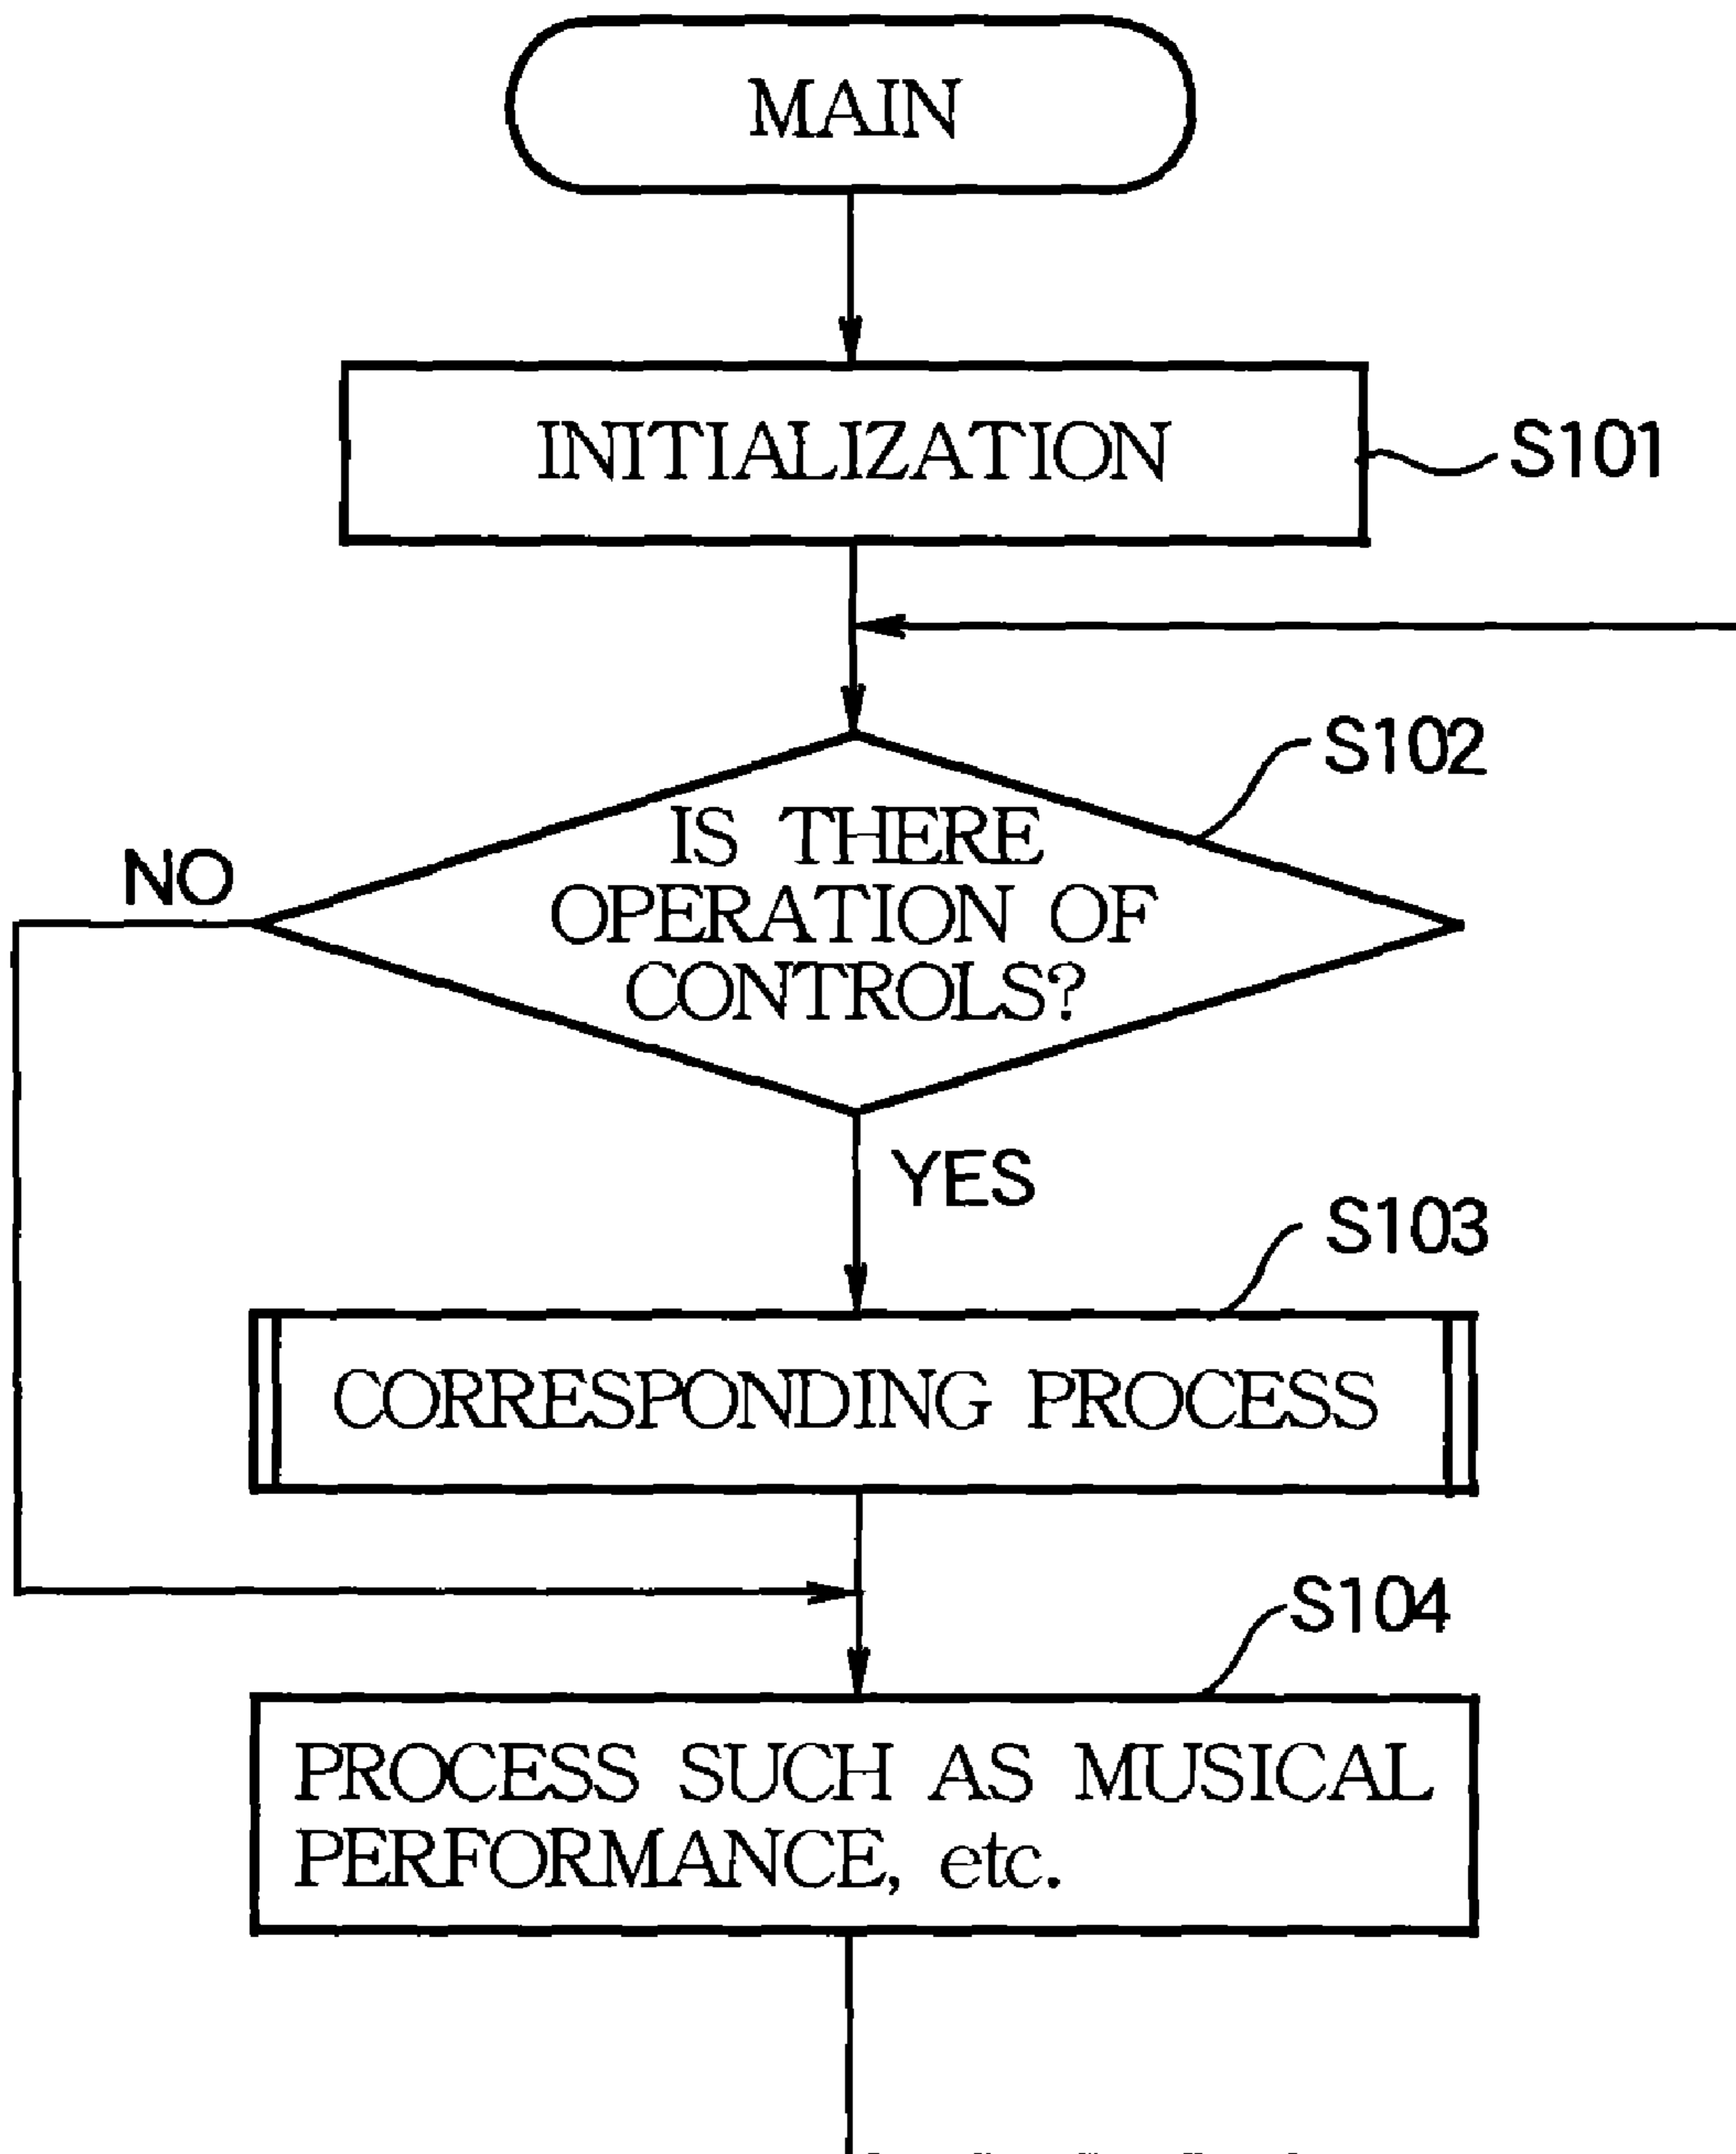 MAIN
INITIALIZATION
S101
S102
IS THERE
OPERATION OF
CONTROLS?
NO
YES
S103
CORRESPONDING PROCESS
S104
PROCESS SUCH AS MUSICAL
PERFORMANCE, etc.